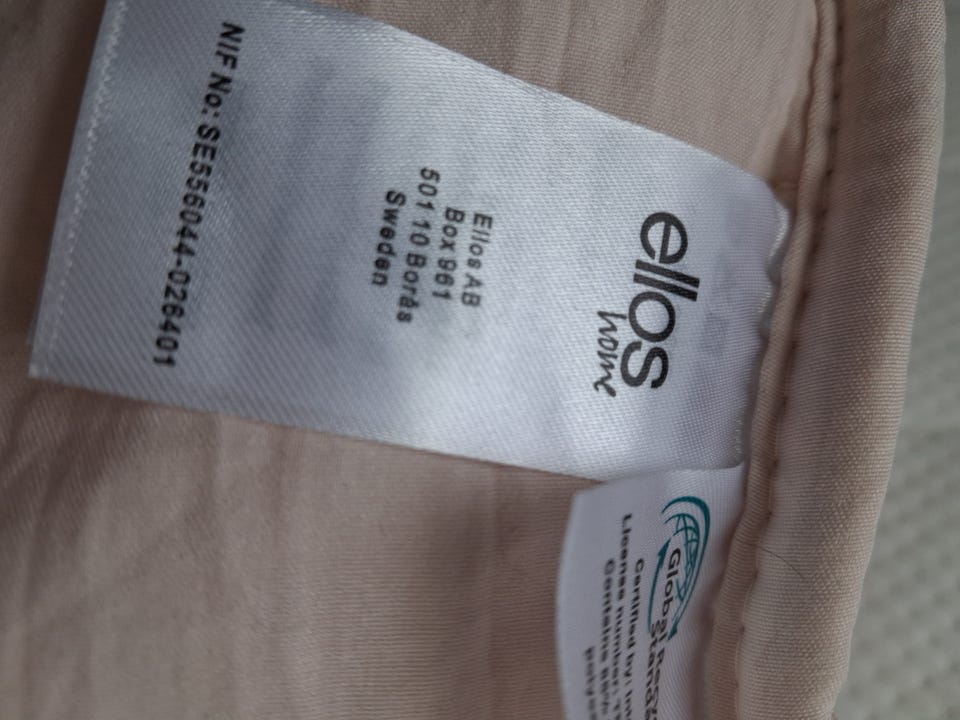 ellos
home
Ellos AB
Box 961
501 10 Borås
Sweden
NIF No: SE556044-026401
Global
Certified by:
License number:
Contains